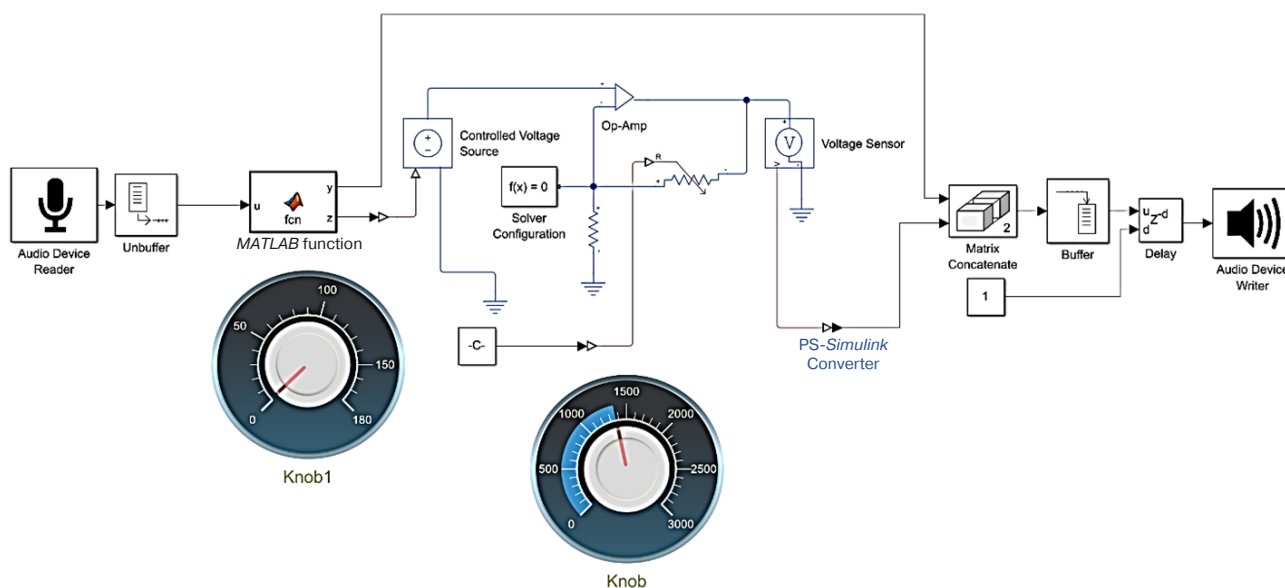 Audio Device
Reader
Unbuffer
u
fcn
y
z
MATLAB function
+
−
Controlled Voltage
Source
+
-
Op-Amp
f(x) = 0
Solver
Configuration
R
+
-
+
-
+
V
-
V
Voltage Sensor
-C-
PS-Simulink
Converter
2
Matrix
Concatenate
1
Buffer
u
d
Z-d
Delay
Audio Device
Writer
0
50
100
150
180
Knob1
0
500
1000
1500
2000
2500
3000
Knob